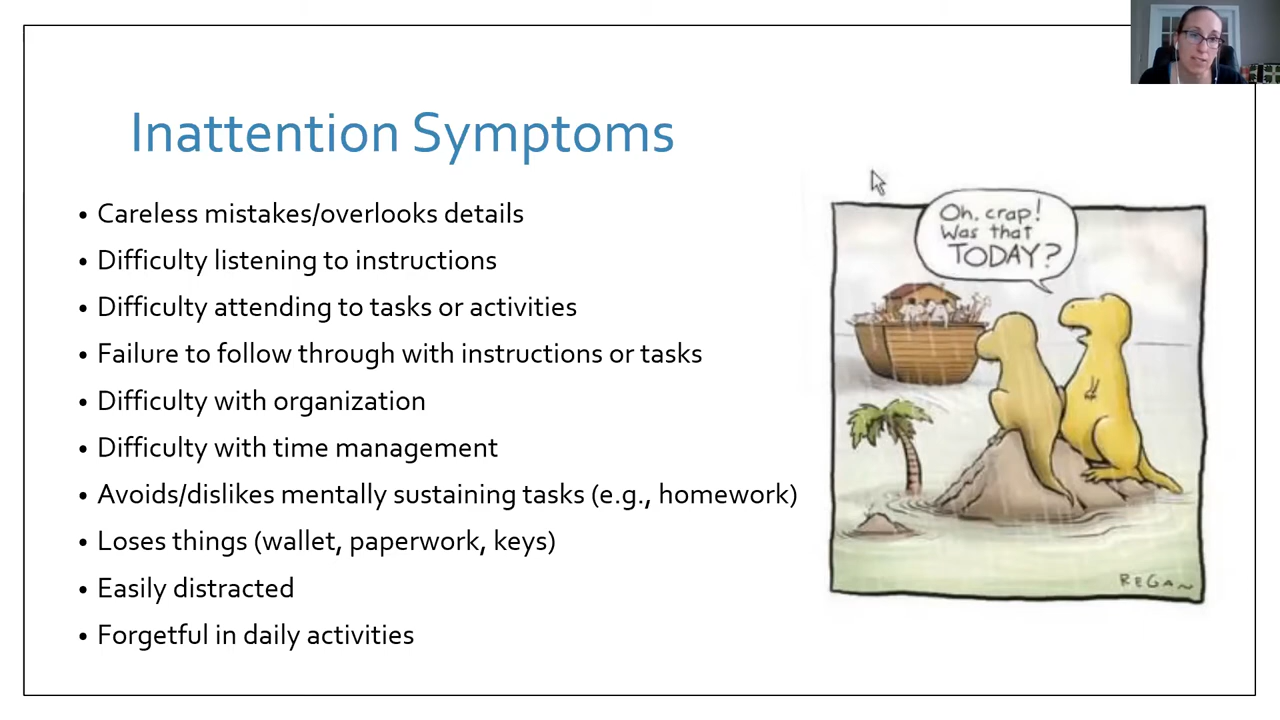 Inattention Symptoms
• Careless mistakes/overlooks details
• Difficulty listening to instructions
• Difficulty attending to tasks or activities
• Failure to follow through with instructions or tasks
• Difficulty with organization
• Difficulty with time management
• Avoids/dislikes mentally sustaining tasks (e.g., homework)
• Loses things (wallet, paperwork, keys)
• Easily distracted
• Forgetful in daily activities
Oh, crap!
Was that
TODAY?
REGAN